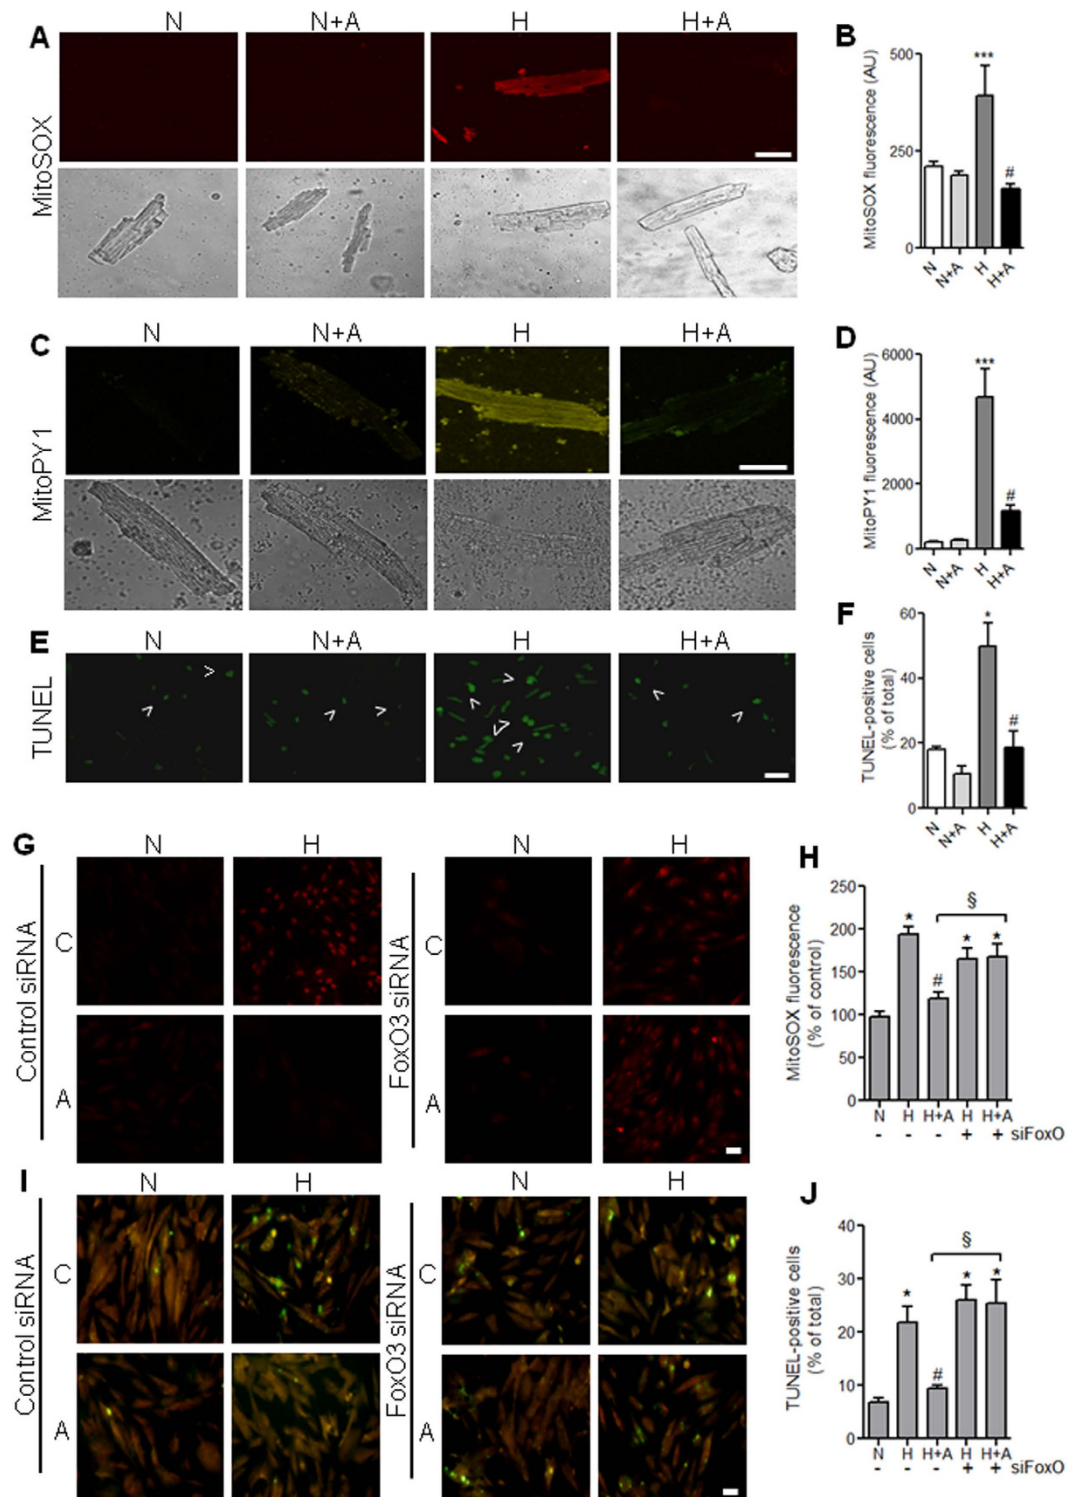 A
N N+A H H+A
MitoSOX
B
MitoSOX fluorescence (AU)
500
250
0
***
#
N N+A H H+A
C
N N+A H H+A
MitoPY1
D
MitoPY1 fluorescence (AU)
6000
4000
2000
0
***
#
N N+A H H+A
E
N N+A H H+A
TUNEL
> > > > > > > > > > >
F
TUNEL-positive cells
(% of total)
60
40
20
0
*
#
N N+A H H+A
G
N H N H
Control siRNA
C
A
FoxO3 siRNA
C
A
H
MitoSOX fluorescence
(% of control)
250
200
150
100
50
0
§
* # * *
N H H+A H H+A
- - - + + siFoxO
I
N H N H
Control siRNA
C
A
FoxO3 siRNA
C
A
J
TUNEL-positive cells
(% of total)
40
30
20
10
0
§
* # * *
N H H+A H H+A
- - - + + siFoxO